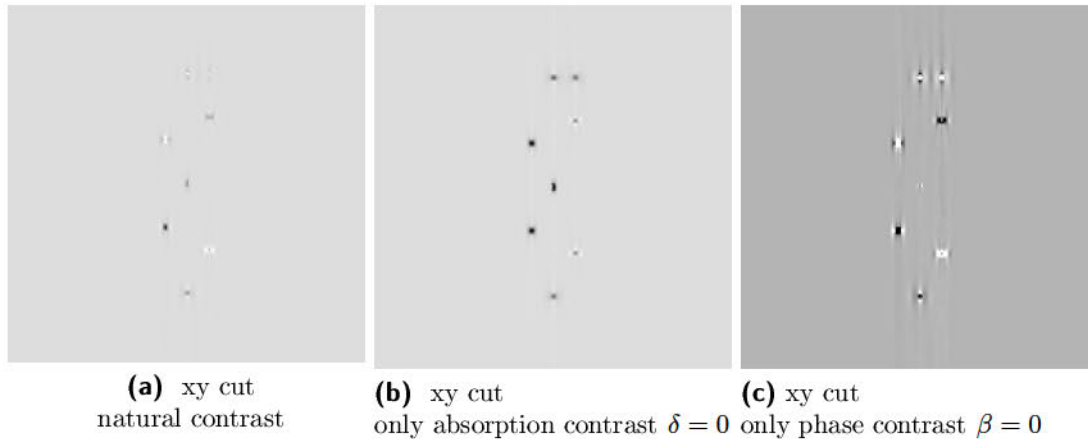 (a) xy cut
natural contrast
(b) xy cut
only absorption contrast δ = 0
(c) xy cut
only phase contrast β = 0